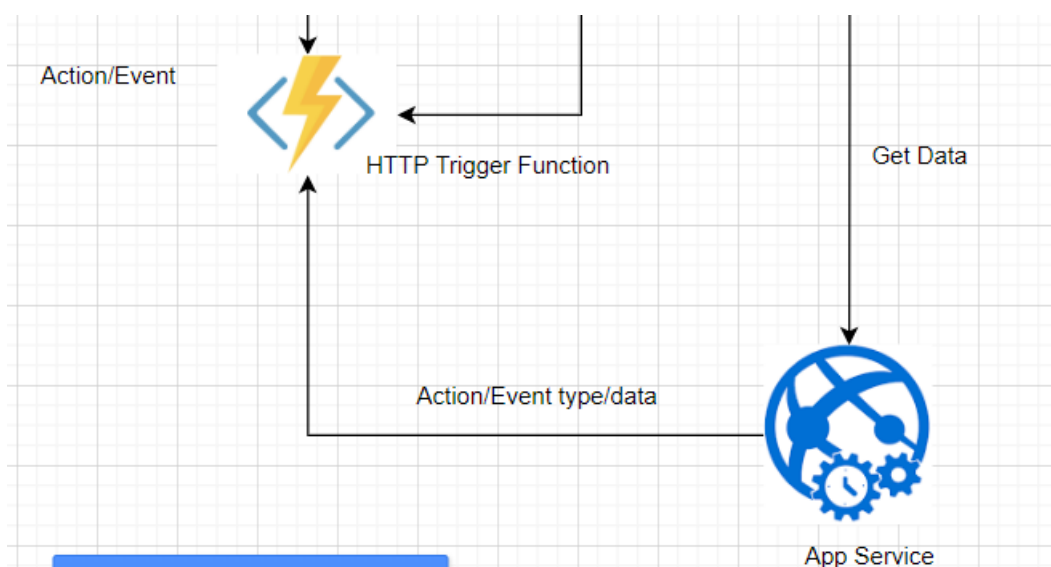 Action/Event
HTTP Trigger Function
Get Data
Action/Event type/data
App Service